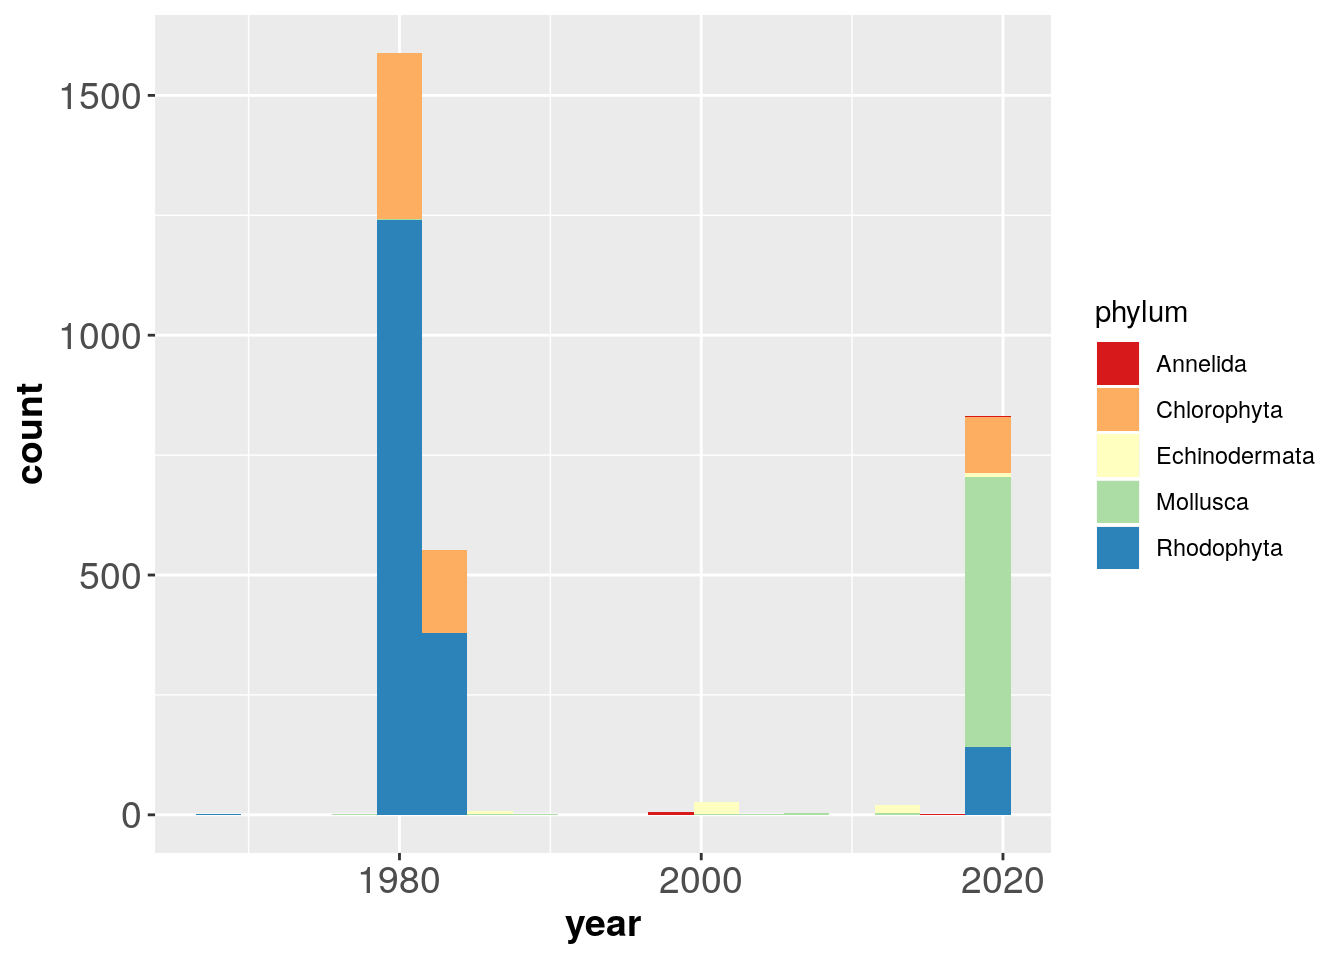 1500
1000
500
0
count
1980
2000
2020
year
phylum
Annelida
Chlorophyta
Echinodermata
Mollusca
Rhodophyta